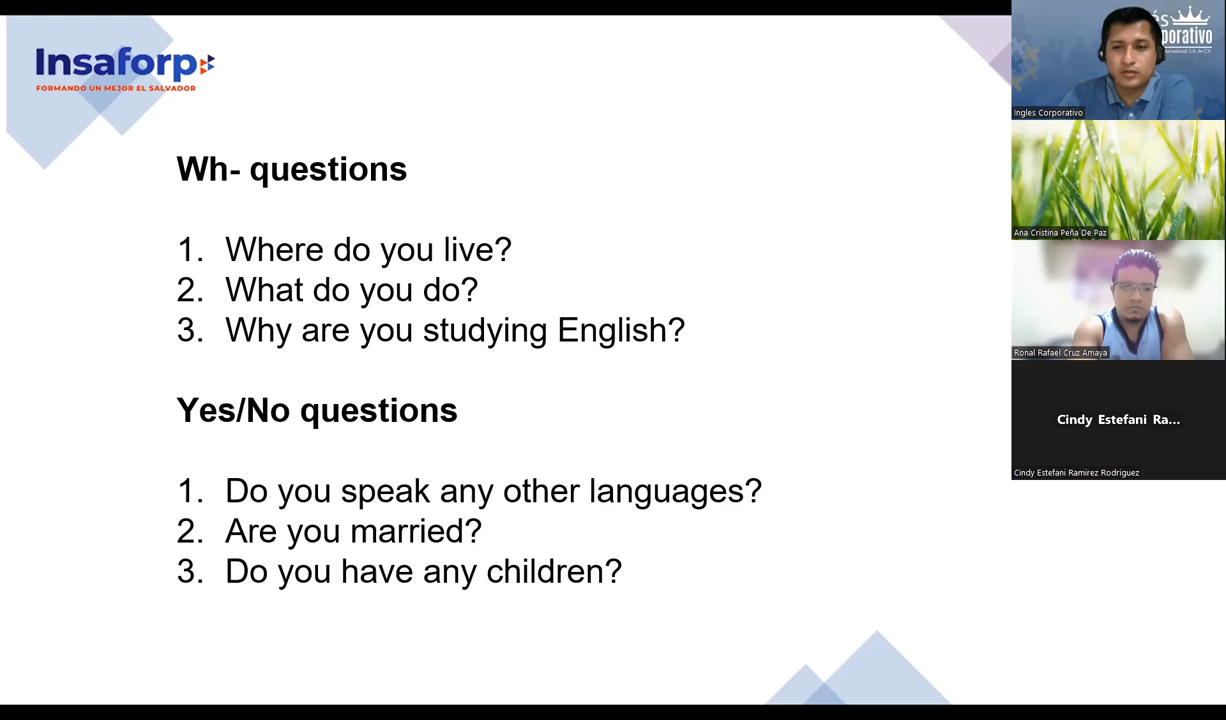 Insaforp
FORMANDO UN MEJOR EL SALVADOR
Wh- questions
1. Where do you live?
2. What do you do?
3. Why are you studying English?
Yes/No questions
1. Do you speak any other languages?
2. Are you married?
3. Do you have any children?
Ingles Corporativo
Ana Cristina Peña De Paz
Ronal Rafael Cruz Amaya
Cindy Estefani Ra...
Cindy Estefani Ramirez Rodriguez